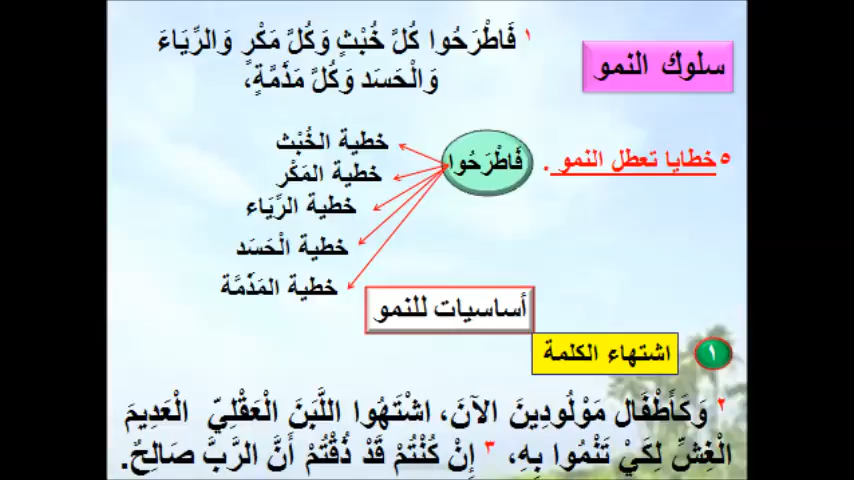 سلوك النمو
١ فَاطْرَحُوا كُلَّ خُبْثٍ وَكُلَّ مَكْرٍ وَالرِّيَاءَ
وَالْحَسَد وَكُلَّ مَذَمَّةٍ،
٥ خطايا تعطل النمو .
فَاطْرَحُوا
خطية الخُبْث
خطية المَكْر
خطية الرِّيَاء
خطية الْحَسَد
خطية المَذَمَّة
أساسيات للنمو
١ اشتهاء الكلمة
٢ وَكَأَطْفَال مَوْلُودِينَ الآنَ، اشْتَهُوا اللَّبَنَ الْعَقْلِيّ الْعَدِيمَ
الْغِشِّ لِكَيْ تَنْمُوا بِهِ، ٣ إِنْ كُنْتُمْ قَدْ ذُقْتُمْ أَنَّ الرَّبَّ صَالِحٌ.